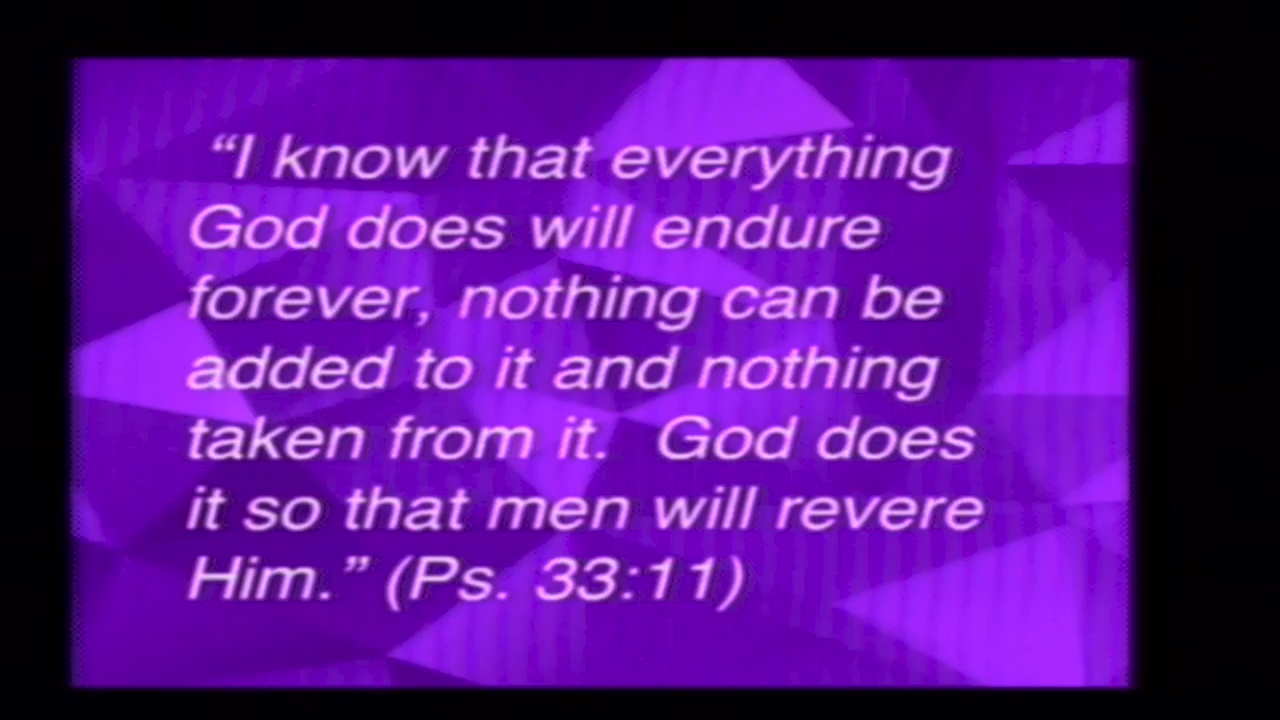 “I know that everything
God does will endure
forever, nothing can be
added to it and nothing
taken from it.  God does
it so that men will revere
Him.” (Ps. 33:11)